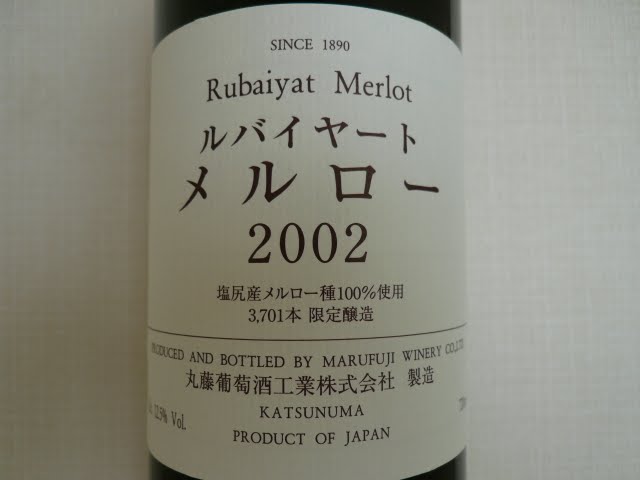 SINCE 1890
Rubaiyat Merlot
ルバイヤート
メルロー
2002
塩尻産メルロー種100%使用
3,701本 限定醸造
PRODUCED AND BOTTLED BY MARUFUJI WINERY CO.,LTD
丸藤葡萄酒工業株式会社 製造
12.5% Vol.
KATSUNUMA
PRODUCT OF JAPAN